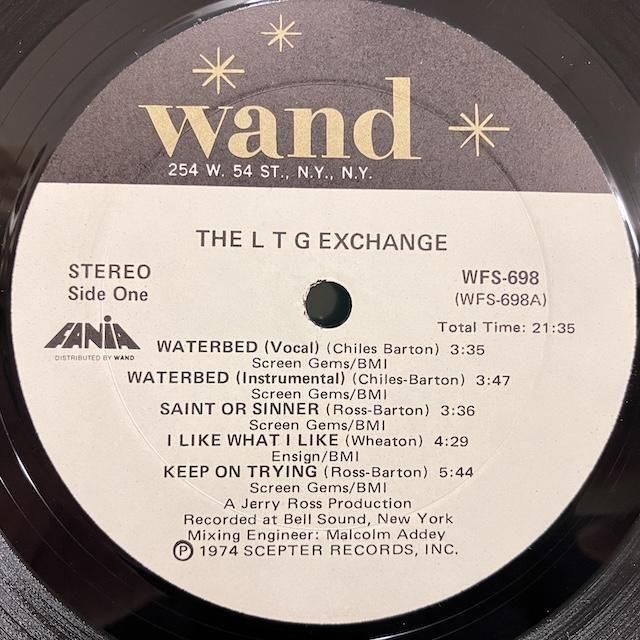 wand
254 W. 54 ST., N.Y., N.Y.
THE L T G EXCHANGE
STEREO
Side One
WFS-698
(WFS-698A)
Total Time: 21:35
FANIA
DISTRIBUTED BY WAND
WATERBED (Vocal) (Chiles Barton) 3:35
Screen Gems/BMI
WATERBED (Instrumental) (Chiles-Barton) 3:47
Screen Gems/BMI
SAINT OR SINNER (Ross-Barton) 3:36
Screen Gems/BMI
I LIKE WHAT I LIKE (Wheaton) 4:29
Ensign/BMI
KEEP ON TRYING (Ross-Barton) 5:44
Screen Gems/BMI
A Jerry Ross Production
Recorded at Bell Sound, New York
Mixing Engineer: Malcolm Addey
℗ 1974 SCEPTER RECORDS, INC.